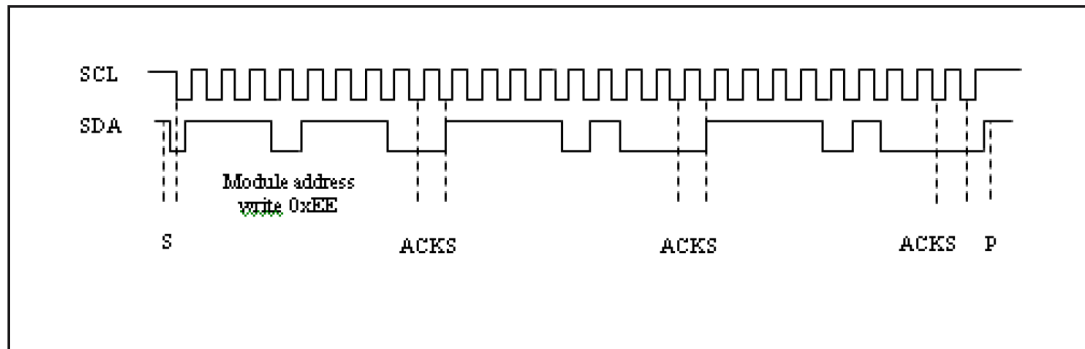 SCL
SDA
Module address
write 0xEE
S
ACKS
ACKS
ACKS
P